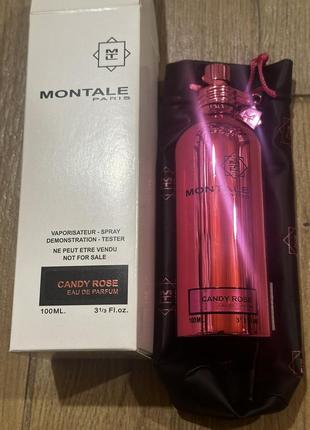 MONTALE
PARIS
VAPORISATEUR - SPRAY
DEMONSTRATION - TESTER
NE PEUT ETRE VENDU
NOT FOR SALE
CANDY ROSE
EAU DE PARFUM
100ML. 3 1/3 Fl.oz.
MONTALE
CANDY ROSE
100ML.